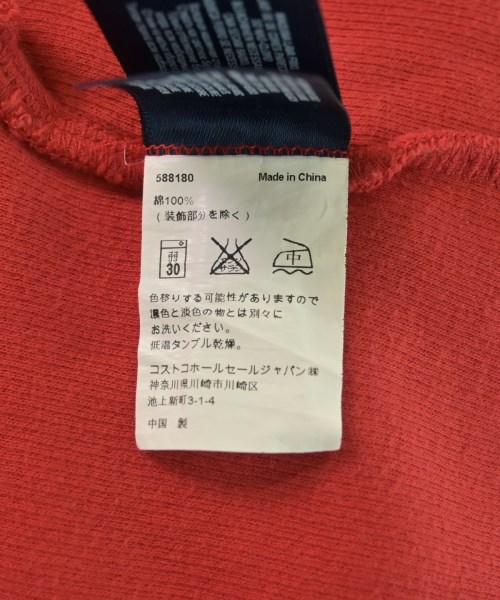 588180 Made in China
綿100%
(装飾部分を除く)
弱
30
中
色移りする可能性がありますので
濃色と淡色の物とは別々に
お洗いください。
低温タンブル乾燥。
コストコホールセールジャパン㈱
神奈川県川崎市川崎区
池上新町3-1-4
中国 製